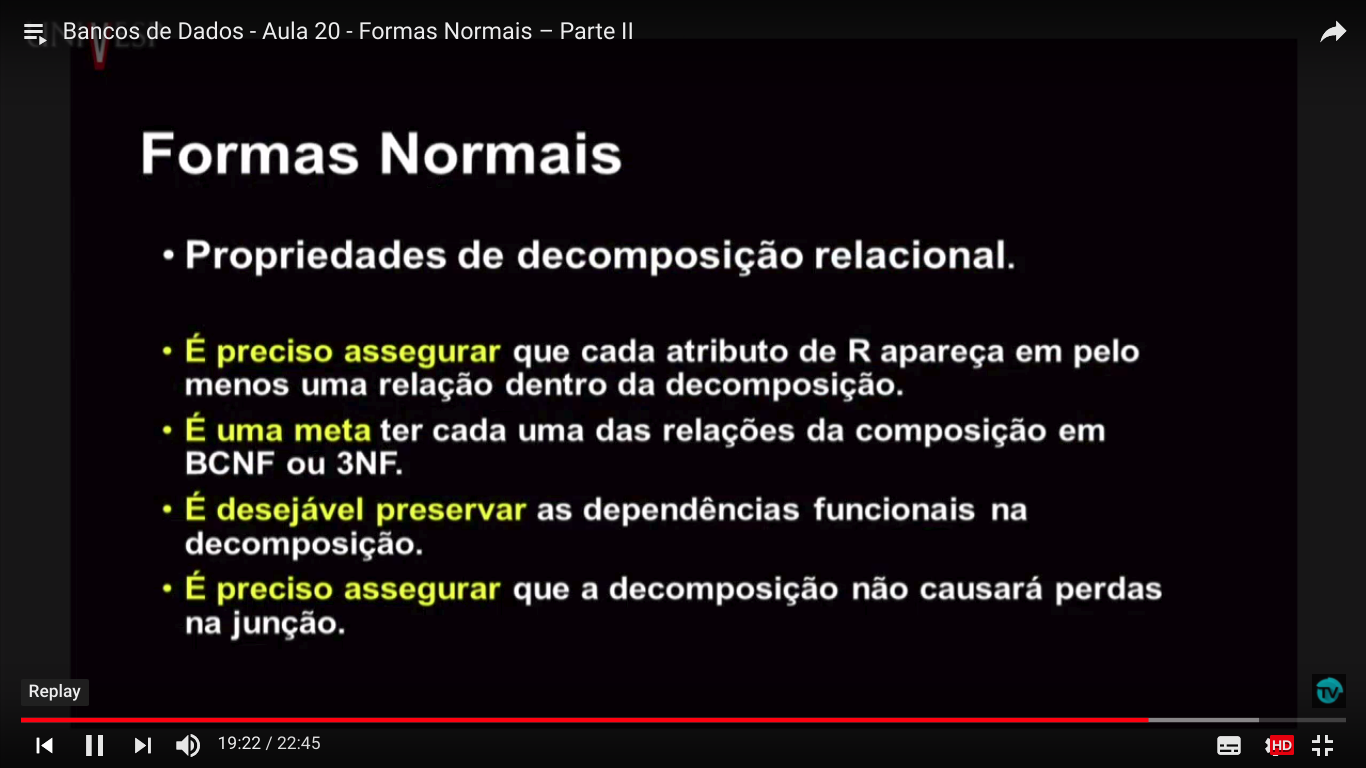 Bancos de Dados - Aula 20 - Formas Normais – Parte II
Formas Normais
• Propriedades de decomposição relacional.
• É preciso assegurar que cada atributo de R apareça em pelo
menos uma relação dentro da decomposição.
• É uma meta ter cada uma das relações da composição em
BCNF ou 3NF.
• É desejável preservar as dependências funcionais na
decomposição.
• É preciso assegurar que a decomposição não causará perdas
na junção.
Replay
TV
19:22 / 22:45
HD